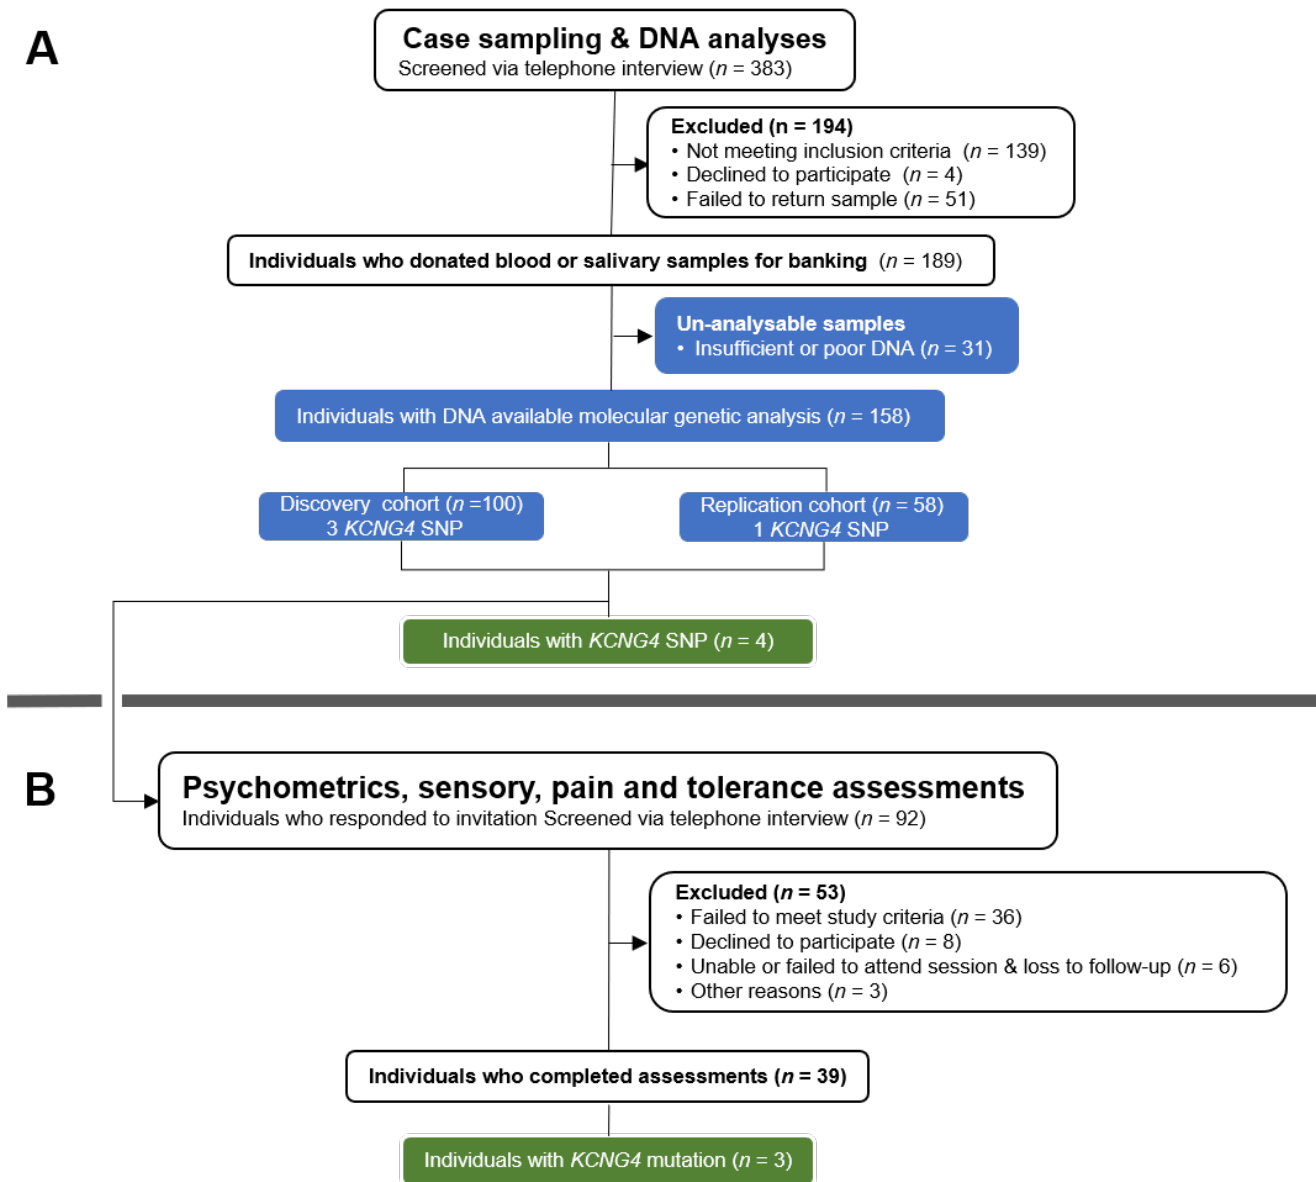 A
Case sampling & DNA analyses
Screened via telephone interview (n = 383)
Excluded (n = 194)
• Not meeting inclusion criteria (n = 139)
• Declined to participate (n = 4)
• Failed to return sample (n = 51)
Individuals who donated blood or salivary samples for banking (n = 189)
Un-analysable samples
• Insufficient or poor DNA (n = 31)
Individuals with DNA available molecular genetic analysis (n = 158)
Discovery cohort (n =100)
3 KCNG4 SNP
Replication cohort (n = 58)
1 KCNG4 SNP
Individuals with KCNG4 SNP (n = 4)
B
Psychometrics, sensory, pain and tolerance assessments
Individuals who responded to invitation Screened via telephone interview (n = 92)
Excluded (n = 53)
• Failed to meet study criteria (n = 36)
• Declined to participate (n = 8)
• Unable or failed to attend session & loss to follow-up (n = 6)
• Other reasons (n = 3)
Individuals who completed assessments (n = 39)
Individuals with KCNG4 mutation (n = 3)